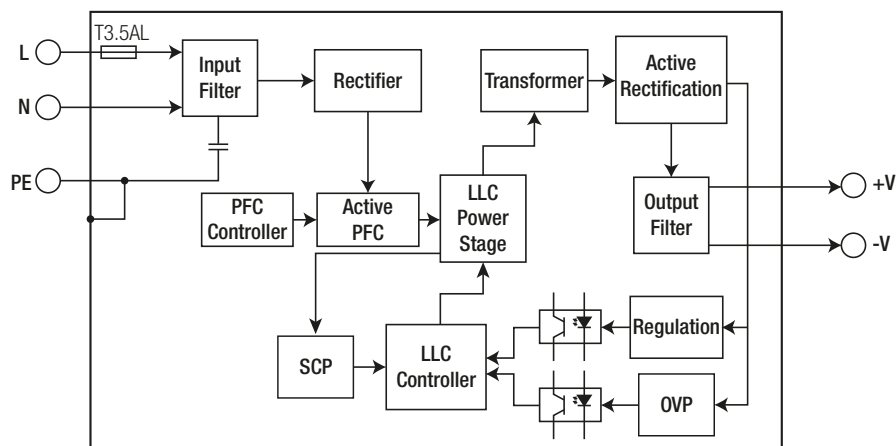 L
T3.5AL
Input
Filter
Rectifier
Transformer
Active
Rectification
N
PE
PFC
Controller
Active
PFC
LLC
Power
Stage
Output
Filter
+V
-V
SCP
LLC
Controller
Regulation
OVP